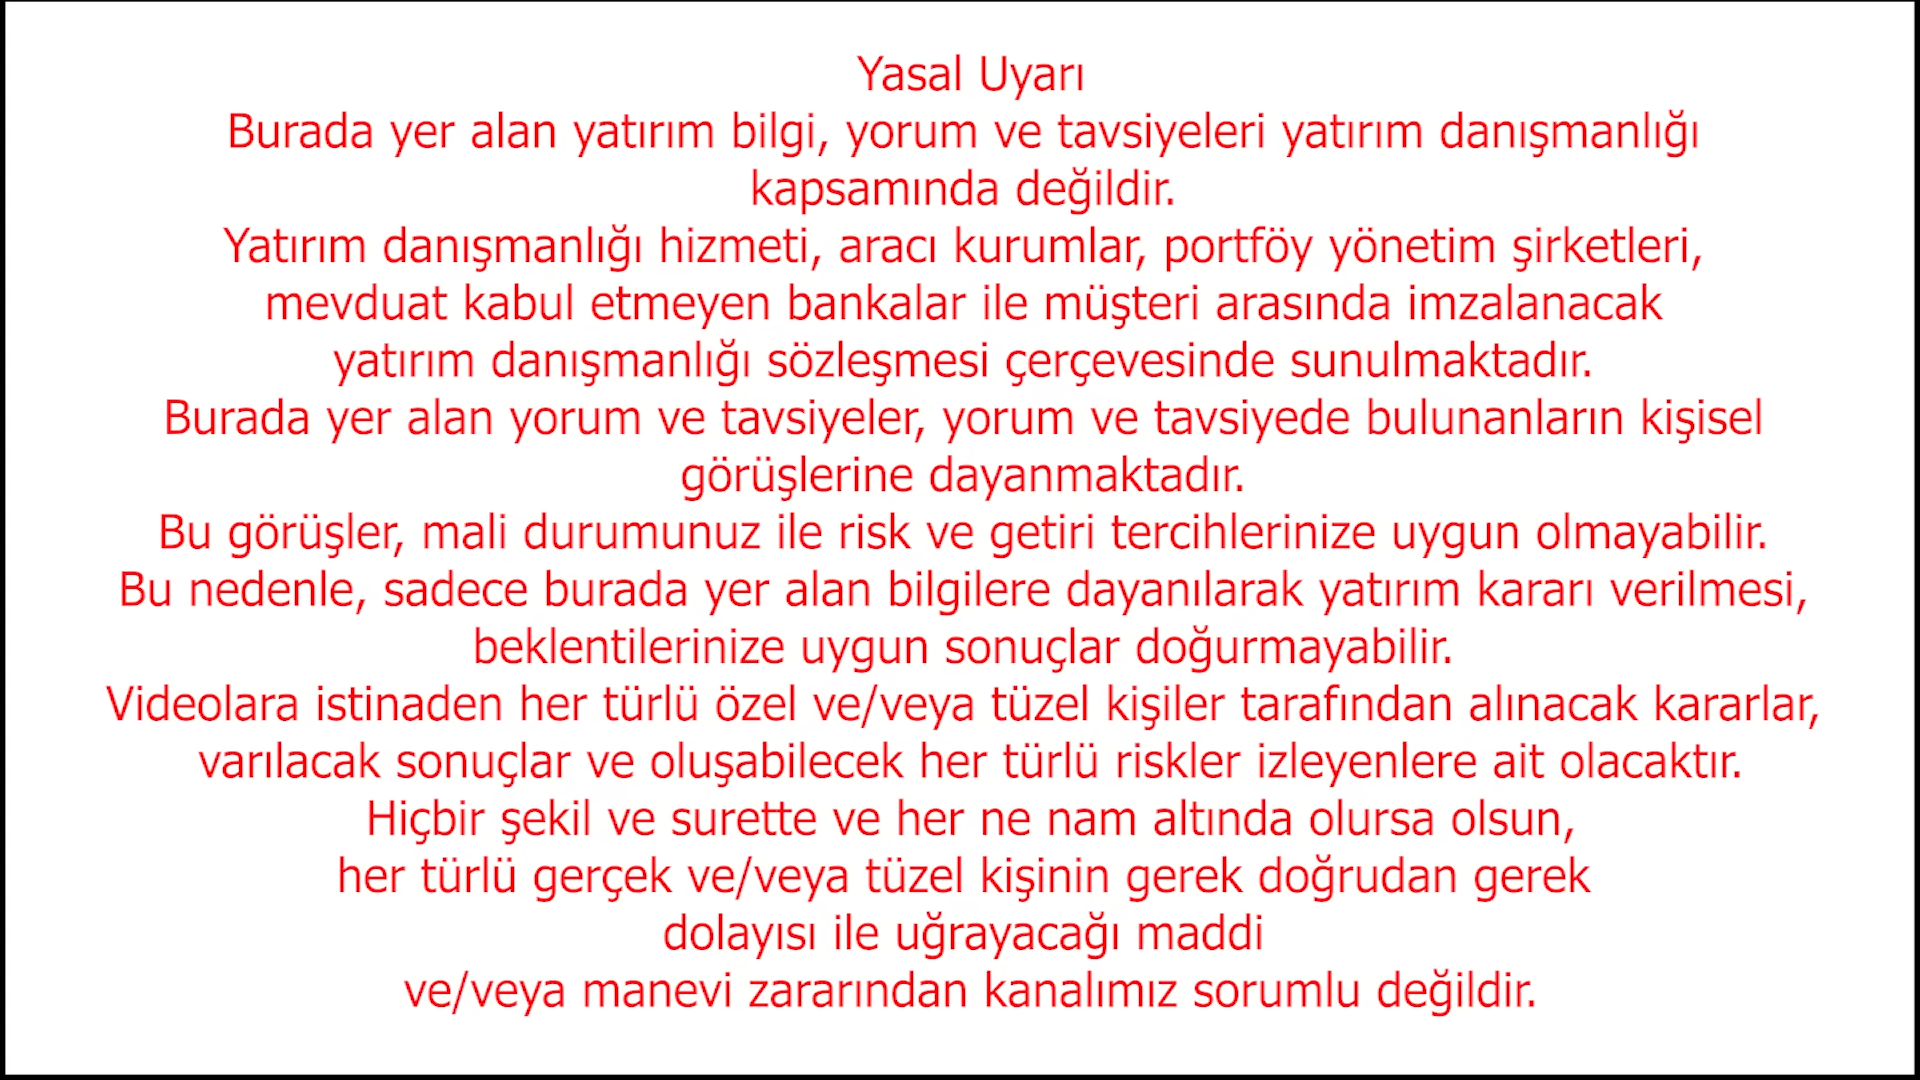 Yasal Uyarı
Burada yer alan yatırım bilgi, yorum ve tavsiyeleri yatırım danışmanlığı
kapsamında değildir.
Yatırım danışmanlığı hizmeti, aracı kurumlar, portföy yönetim şirketleri,
mevduat kabul etmeyen bankalar ile müşteri arasında imzalanacak
yatırım danışmanlığı sözleşmesi çerçevesinde sunulmaktadır.
Burada yer alan yorum ve tavsiyeler, yorum ve tavsiyede bulunanların kişisel
görüşlerine dayanmaktadır.
Bu görüşler, mali durumunuz ile risk ve getiri tercihlerinize uygun olmayabilir.
Bu nedenle, sadece burada yer alan bilgilere dayanılarak yatırım kararı verilmesi,
beklentilerinize uygun sonuçlar doğurmayabilir.
Videolara istinaden her türlü özel ve/veya tüzel kişiler tarafından alınacak kararlar,
varılacak sonuçlar ve oluşabilecek her türlü riskler izleyenlere ait olacaktır.
Hiçbir şekil ve surette ve her ne nam altında olursa olsun,
her türlü gerçek ve/veya tüzel kişinin gerek doğrudan gerek
dolayısı ile uğrayacağı maddi
ve/veya manevi zararından kanalımız sorumlu değildir.